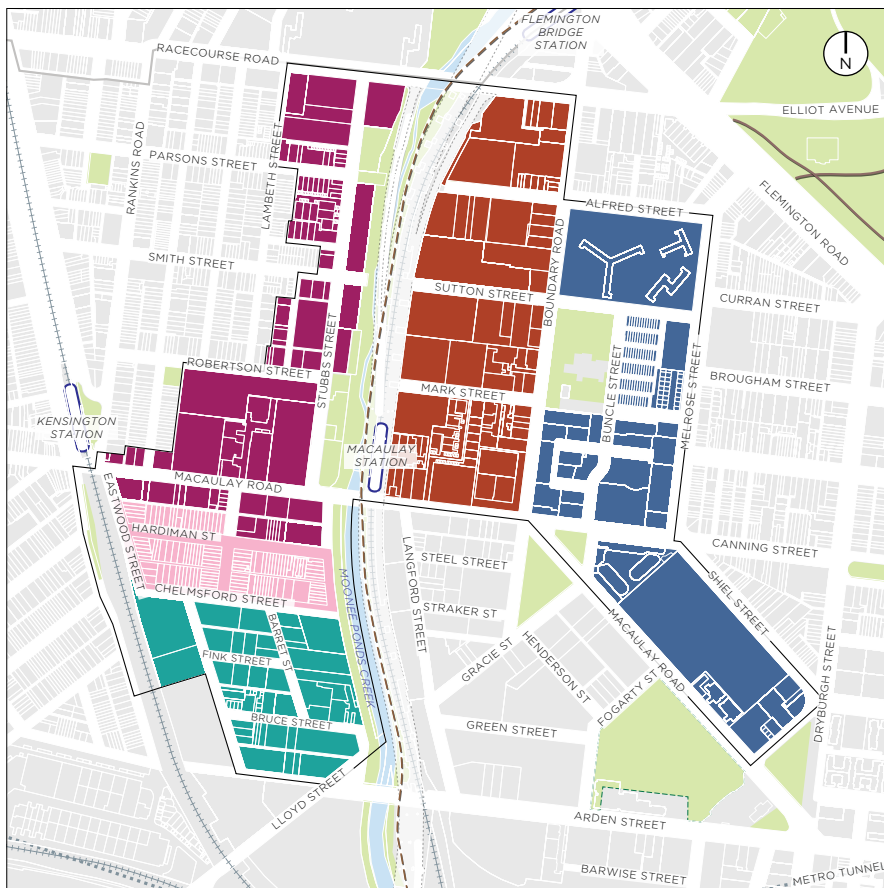 FLEMINGTON
BRIDGE
STATION
N
RACECOURSE ROAD
ELLIOT AVENUE
RANKINS ROAD
PARSONS STREET
LAMBETH STREET
FLEMINGTON ROAD
ALFRED STREET
BOUNDARY ROAD
SMITH STREET
SUTTON STREET
CURRAN STREET
STUBBS STREET
ROBERTSON STREET
MARK STREET
BUNCLE STREET
MELROSE STREET
BROUGHAM STREET
KENSINGTON
STATION
MACAULAY
STATION
MACAULAY ROAD
EASTWOOD STREET
HARDIMAN ST
CANNING STREET
STEEL STREET
LANGFORD STREET
SHIEL STREET
CHELMSFORD STREET
MOONEE PONDS CREEK
STRAKER ST
BARRET ST
GRACIE ST
HENDERSON ST
MACAULAY ROAD
DRYBURGH STREET
FINK STREET
FOGARTY ST
BRUCE STREET
GREEN STREET
LLOYD STREET
ARDEN STREET
BARWISE STREET
METRO TUNNEL